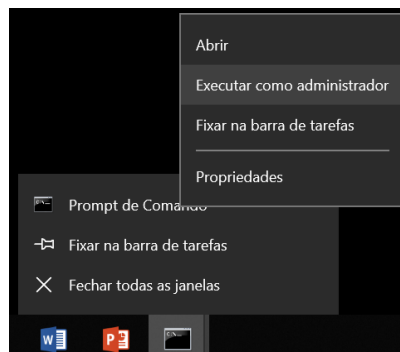 Abrir
Executar como administrador
Fixar na barra de tarefas
Propriedades
Prompt de Comando
Fixar na barra de tarefas
Fechar todas as janelas